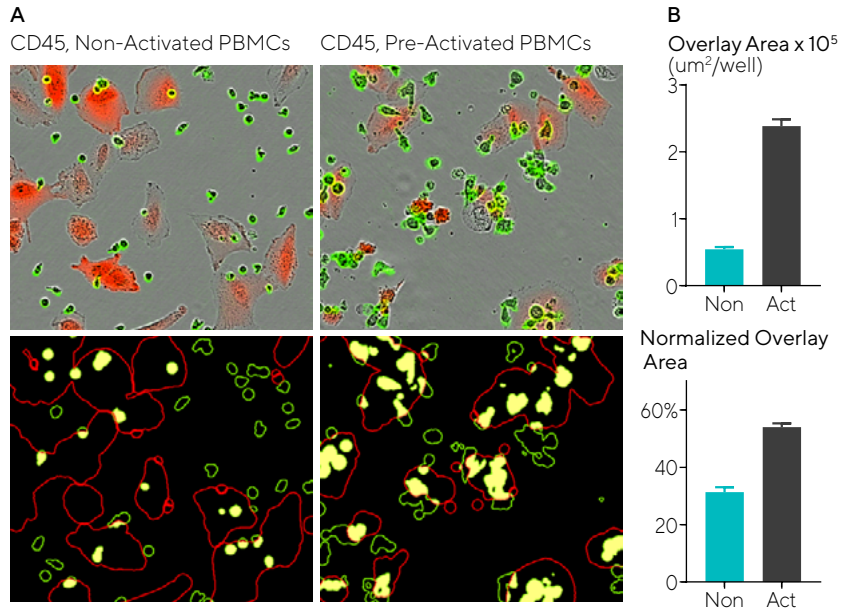 A
CD45, Non-Activated PBMCs
CD45, Pre-Activated PBMCs
B
Overlay Area x 10⁵
(um²/well)
3
2
1
0
Non
Act
Normalized Overlay
Area
60%
40
20
0
Non
Act